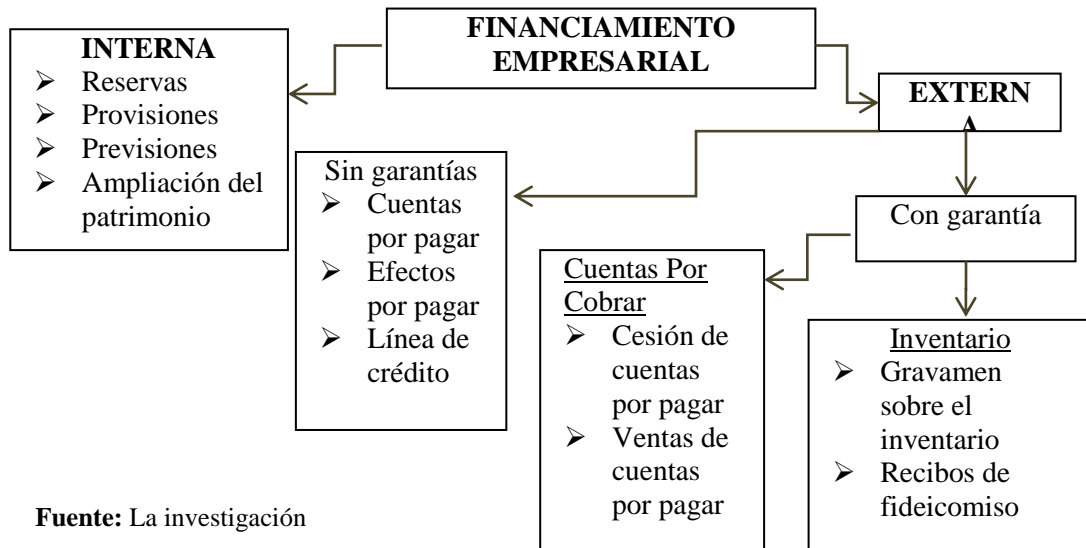 FINANCIAMIENTO
EMPRESARIAL
INTERNA
➢ Reservas
➢ Provisiones
➢ Previsiones
➢ Ampliación del
patrimonio
EXTERN
A
Sin garantías
➢ Cuentas
por pagar
➢ Efectos
por pagar
➢ Línea de
crédito
Con garantía
Cuentas Por
Cobrar
➢ Cesión de
cuentas
por pagar
➢ Ventas de
cuentas
por pagar
Inventario
➢ Gravamen
sobre el
inventario
➢ Recibos de
fideicomiso
Fuente: La investigación